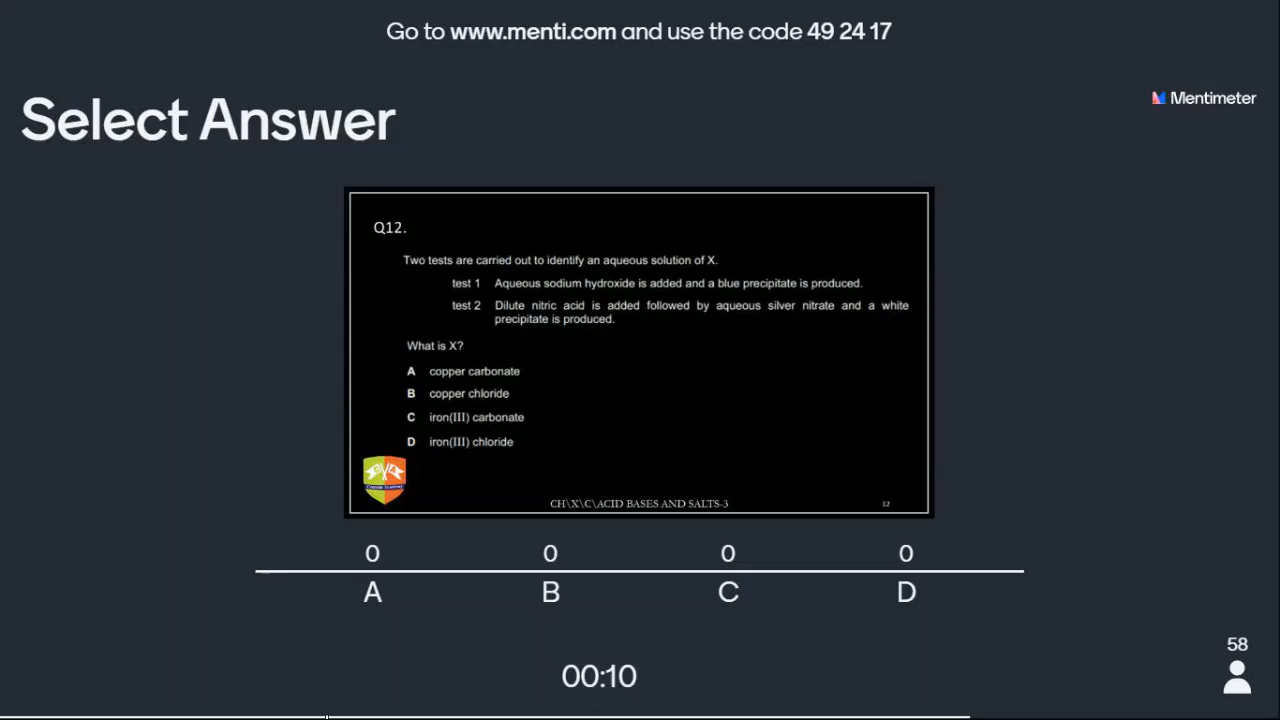 Go to www.menti.com and use the code 49 24 17
Select Answer
Mentimeter
Q12.
Two tests are carried out to identify an aqueous solution of X.
test 1 Aqueous sodium hydroxide is added and a blue precipitate is produced.
test 2 Dilute nitric acid is added followed by aqueous silver nitrate and a white
precipitate is produced.
What is X?
A copper carbonate
B copper chloride
C iron(III) carbonate
D iron(III) chloride
CH\X\C\ACID BASES AND SALTS-3
12
0 0 0 0
A B C D
58
00:10